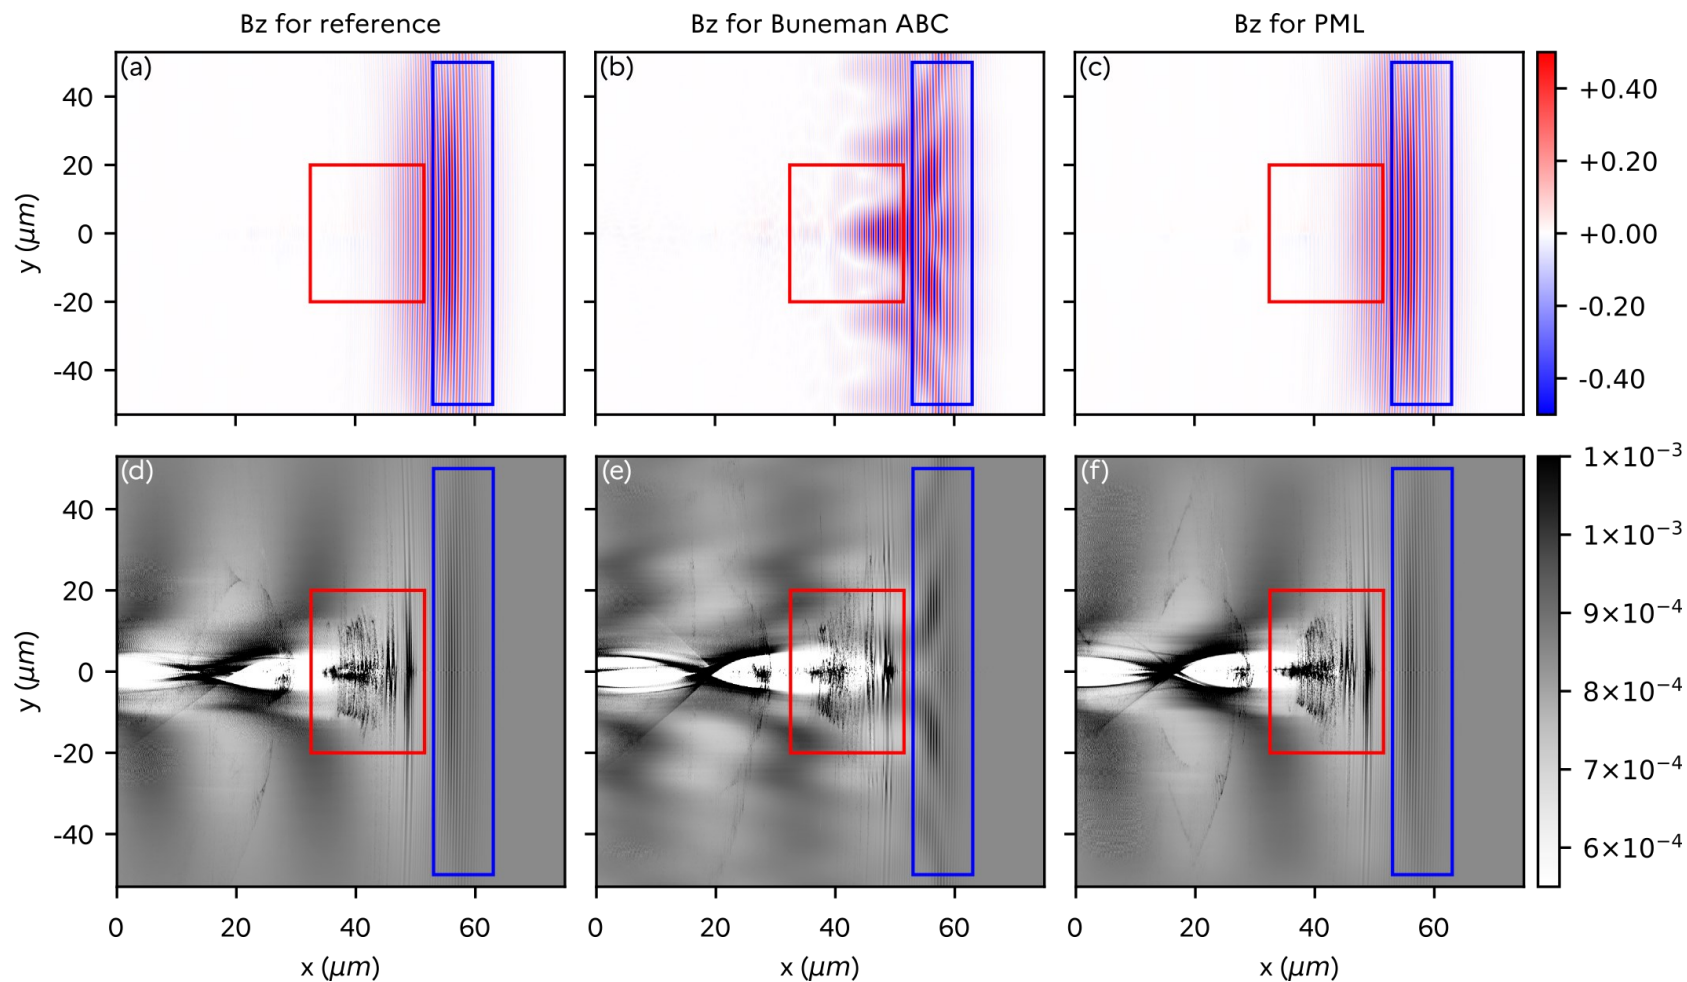 Bz for reference
Bz for Buneman ABC
Bz for PML
(a)
(b)
(c)
40
20
0
-20
-40
y (μm)
+0.40
+0.20
+0.00
-0.20
-0.40
(d)
(e)
(f)
40
20
0
-20
-40
y (μm)
1×10⁻³
1×10⁻³
9×10⁻⁴
8×10⁻⁴
7×10⁻⁴
6×10⁻⁴
0 20 40 60
0 20 40 60
0 20 40 60
x (μm)
x (μm)
x (μm)